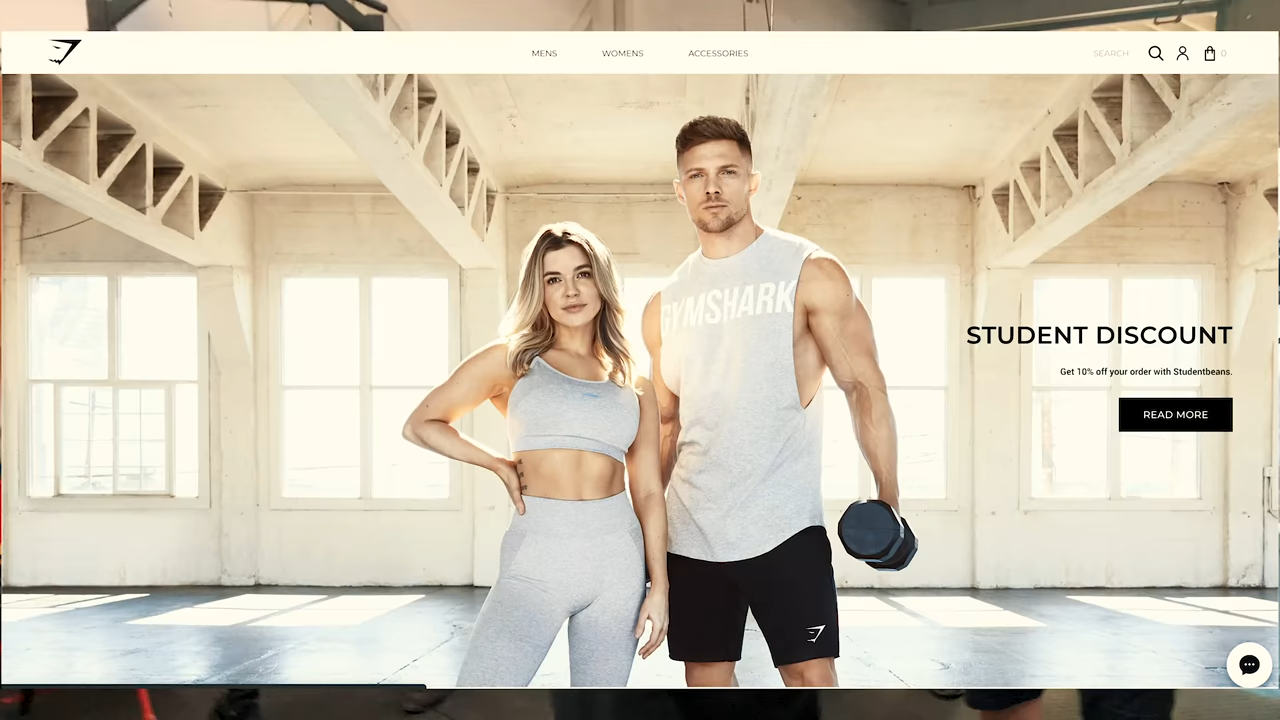 MENS
WOMENS
ACCESSORIES
SEARCH
0
GYMSHARK
STUDENT DISCOUNT
Get 10% off your order with Studentbeans.
READ MORE